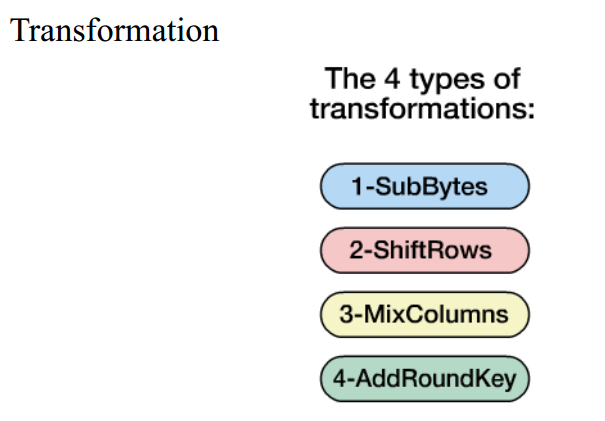 Transformation
The 4 types of
transformations:
1-SubBytes
2-ShiftRows
3-MixColumns
4-AddRoundKey